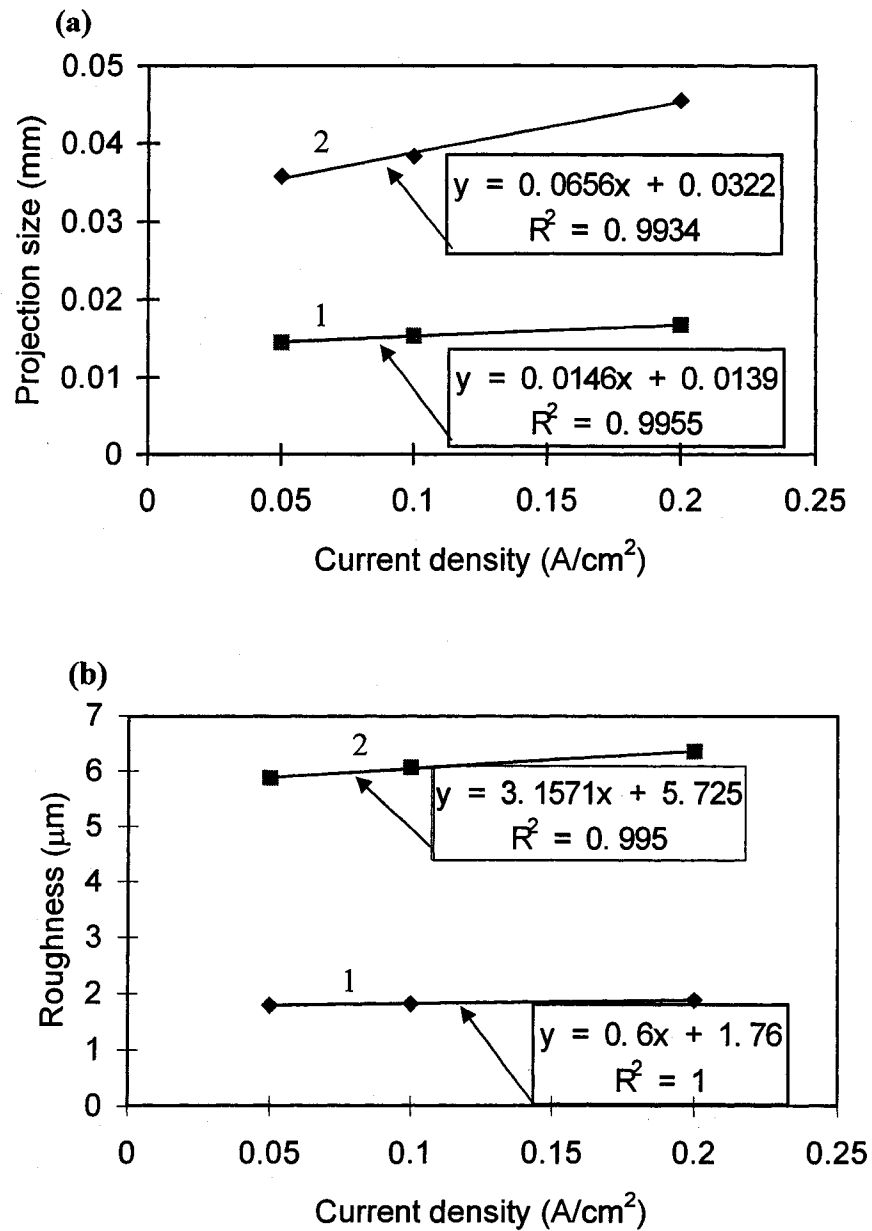 (a)
0.05
0.04
0.03
0.02
0.01
0
Projection size (mm)
2
y = 0.0656x + 0.0322
R² = 0.9934
1
y = 0.0146x + 0.0139
R² = 0.9955
0 0.05 0.1 0.15 0.2 0.25
Current density (A/cm²)
(b)
7
6
5
4
3
2
1
0
Roughness (μm)
2
y = 3.1571x + 5.725
R² = 0.995
1
y = 0.6x + 1.76
R² = 1
0 0.05 0.1 0.15 0.2 0.25
Current density (A/cm²)